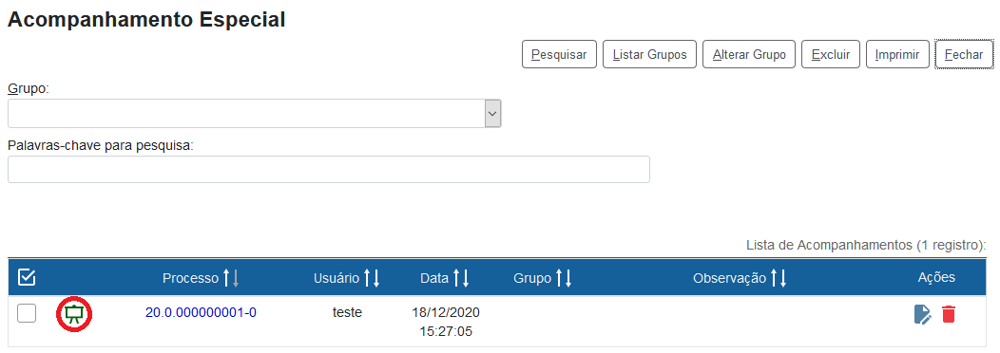 Acompanhamento Especial
Pesquisar Listar Grupos Alterar Grupo Excluir Imprimir Fechar
Grupo:
Palavras-chave para pesquisa:
Lista de Acompanhamentos (1 registro):
Processo Usuário Data Grupo Observação Ações
20.0.000000001-0 teste 18/12/2020
15:27:05